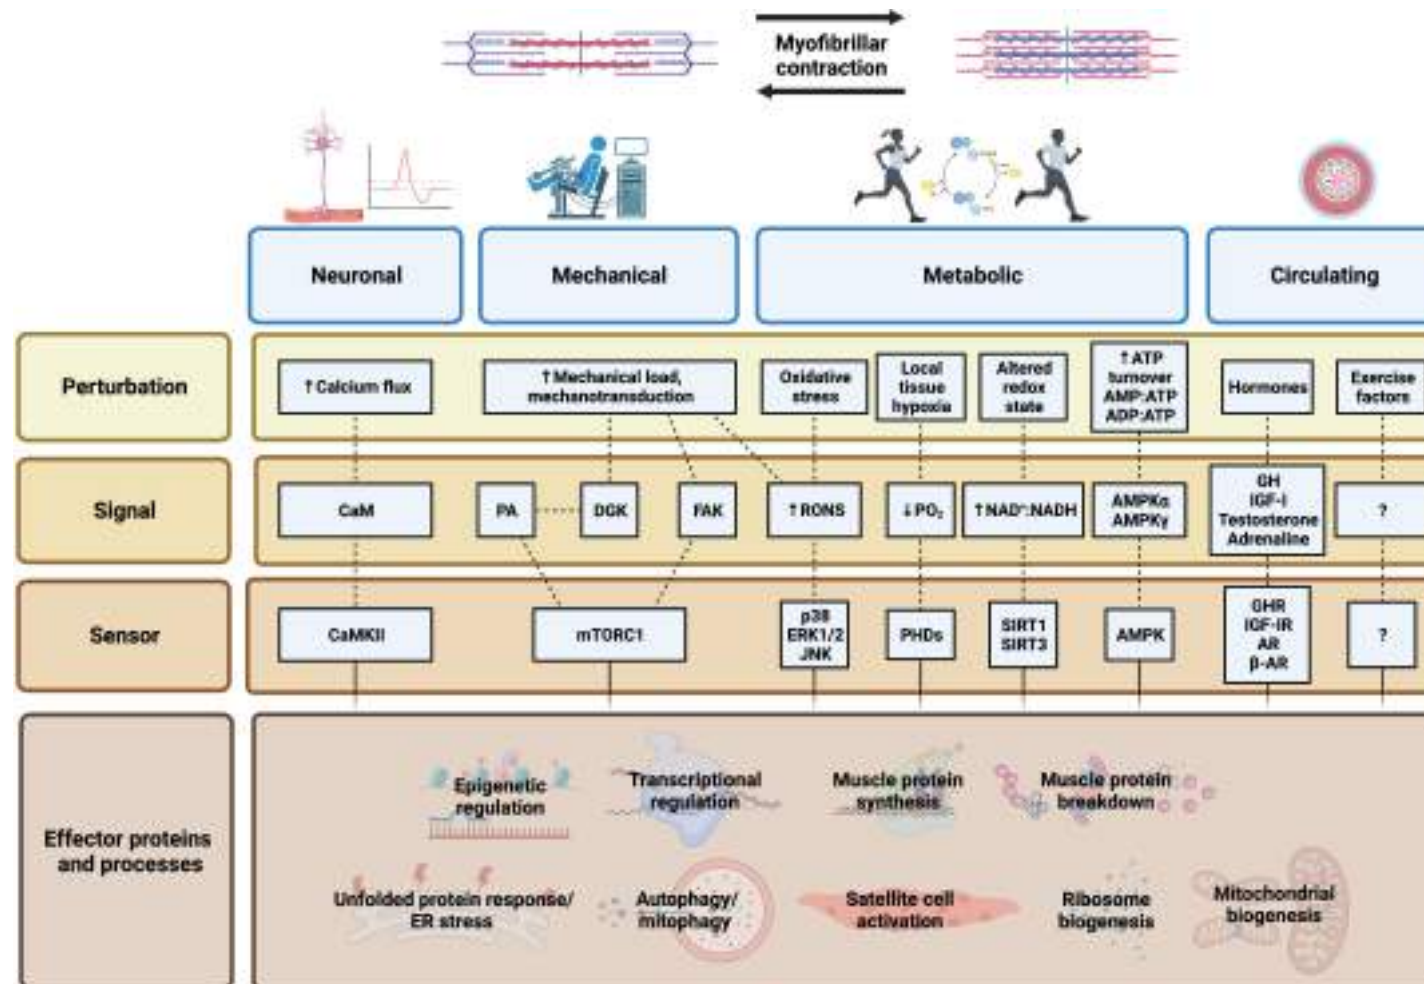 Myofibrillar
contraction
Neuronal
Mechanical
Metabolic
Circulating
Perturbation
↑Calcium flux
↑Mechanical load,
mechanotransduction
Oxidative
stress
Local
tissue
hypoxia
Altered
redox
state
↑ATP
turnover
AMP:ATP
ADP:ATP
Hormones
Exercise
factors
Signal
CaM
PA
DGK
FAK
↑RONS
↓PO₂
↑NAD⁺:NADH
AMPKα
AMPKγ
GH
IGF-I
Testosterone
Adrenaline
?
Sensor
CaMKII
mTORC1
p38
ERK1/2
JNK
PHDs
SIRT1
SIRT3
AMPK
GHR
IGF-IR
AR
β-AR
?
Effector proteins
and processes
Epigenetic
regulation
Transcriptional
regulation
Muscle protein
synthesis
Muscle protein
breakdown
Unfolded protein response/
ER stress
Autophagy/
mitophagy
Satellite cell
activation
Ribosome
biogenesis
Mitochondrial
biogenesis